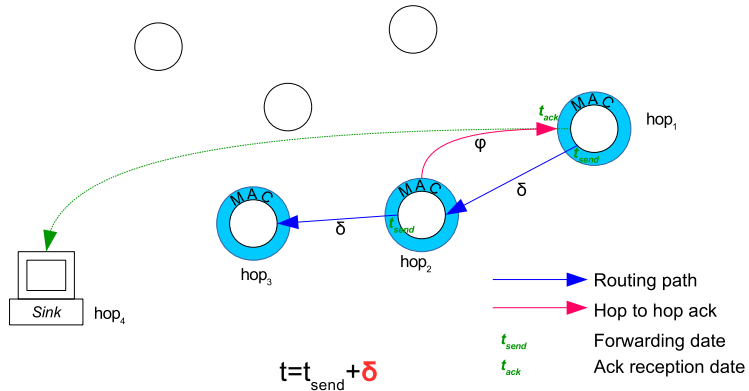 t_ack
MAC
hop₁
φ
t_send
MAC
δ
MAC
t_send
δ
hop₂
hop₃
Sink
hop₄
Routing path
Hop to hop ack
t_send Forwarding date
t_ack Ack reception date
t=t_send+δ